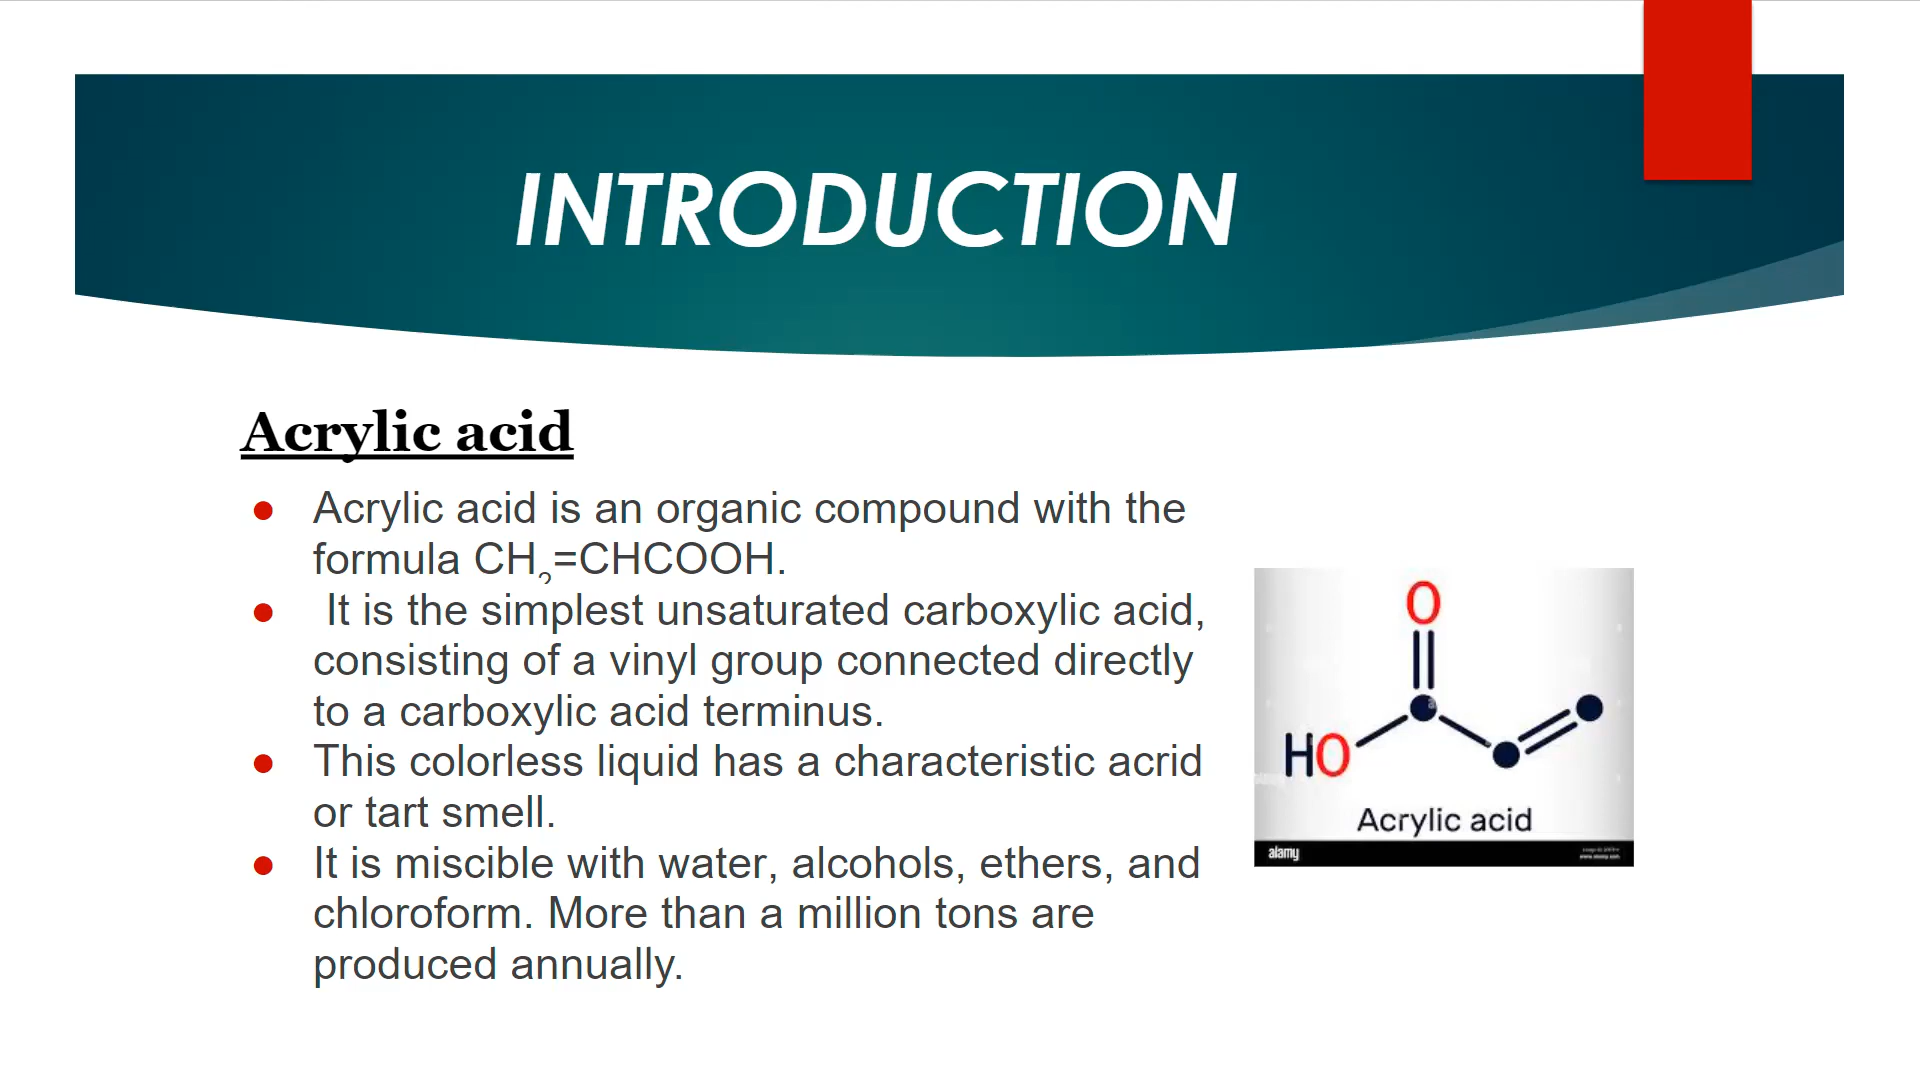 INTRODUCTION
Acrylic acid
● Acrylic acid is an organic compound with the
formula CH₂=CHCOOH.
● It is the simplest unsaturated carboxylic acid,
consisting of a vinyl group connected directly
to a carboxylic acid terminus.
● This colorless liquid has a characteristic acrid
or tart smell.
● It is miscible with water, alcohols, ethers, and
chloroform. More than a million tons are
produced annually.
O
HO
Acrylic acid
alamy